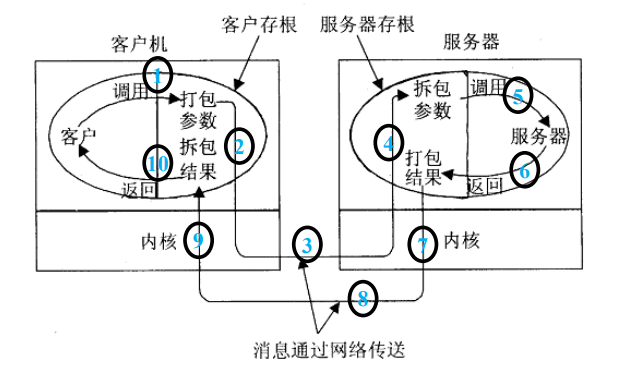 客户存根 服务器存根
客户机 服务器
1
调用 打包
参数
客户 2
拆包
结果
10
返回
拆包
参数
调用 5
4 服务器
打包
结果
6
返回
内核 9 3 7 内核
8
消息通过网络传送